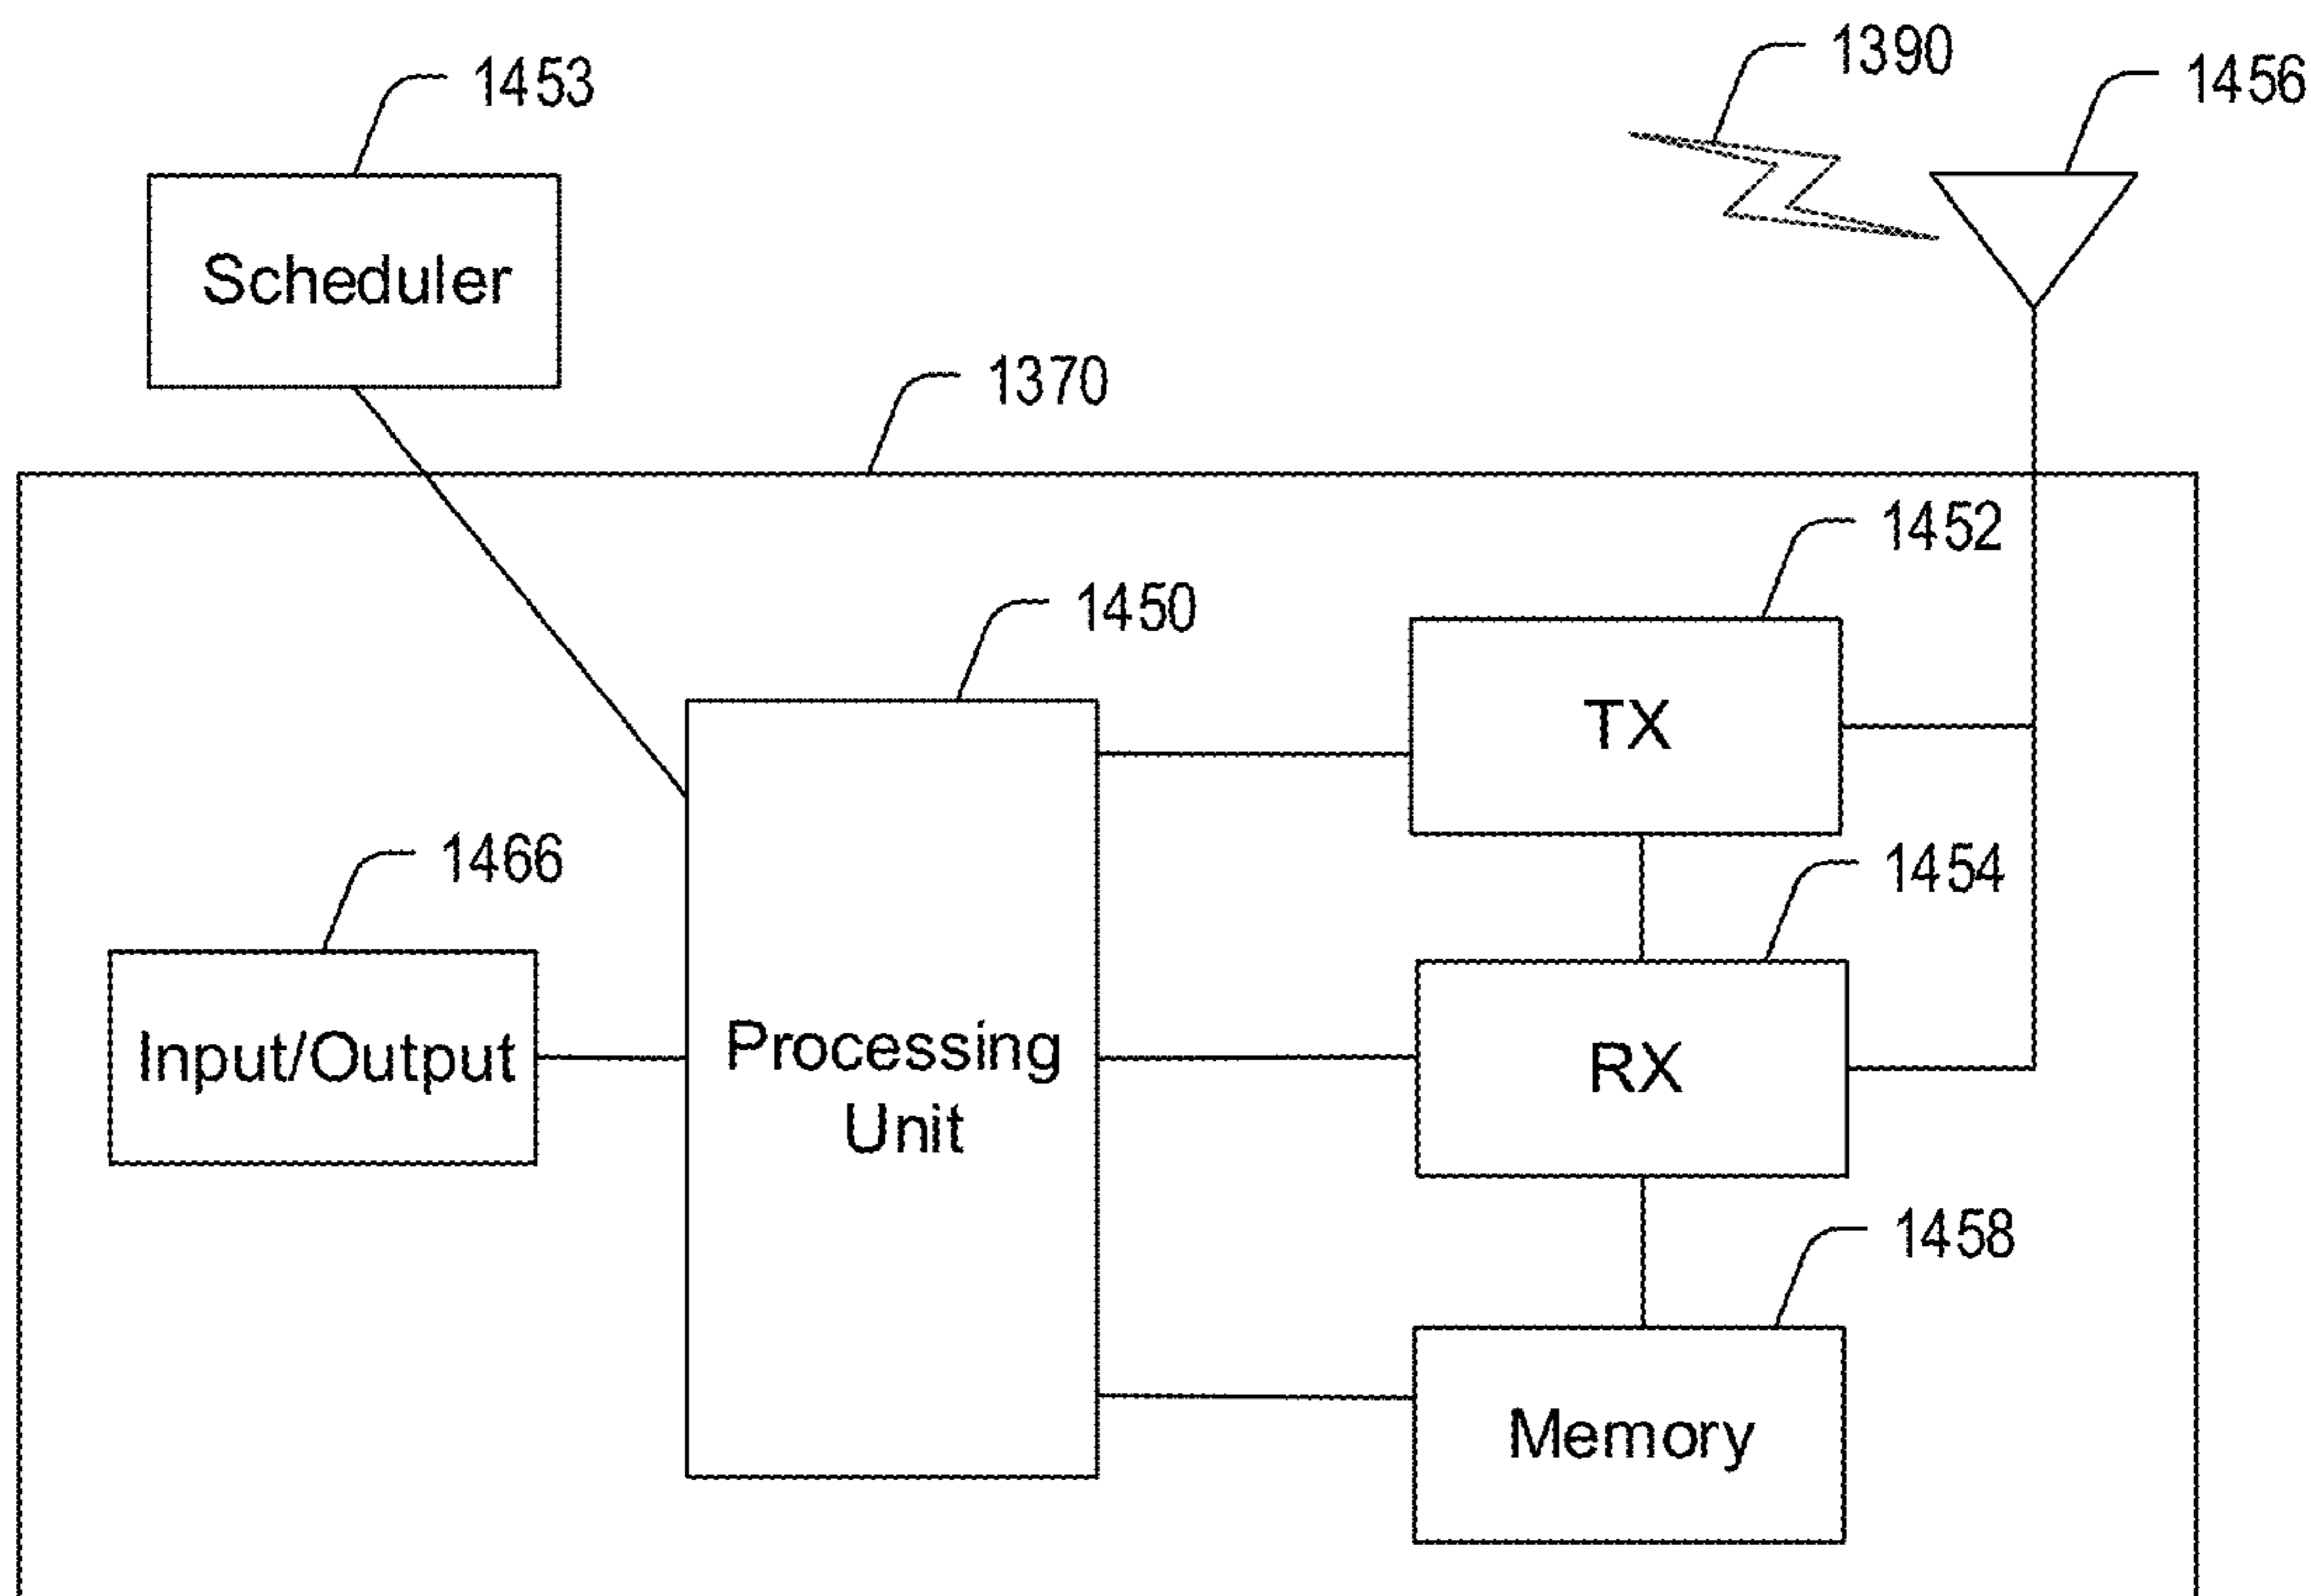 1390
1456
1453
Scheduler
1370
1452
1450
TX
1466
1454
Input/Output
Processing
Unit
RX
1458
Memory